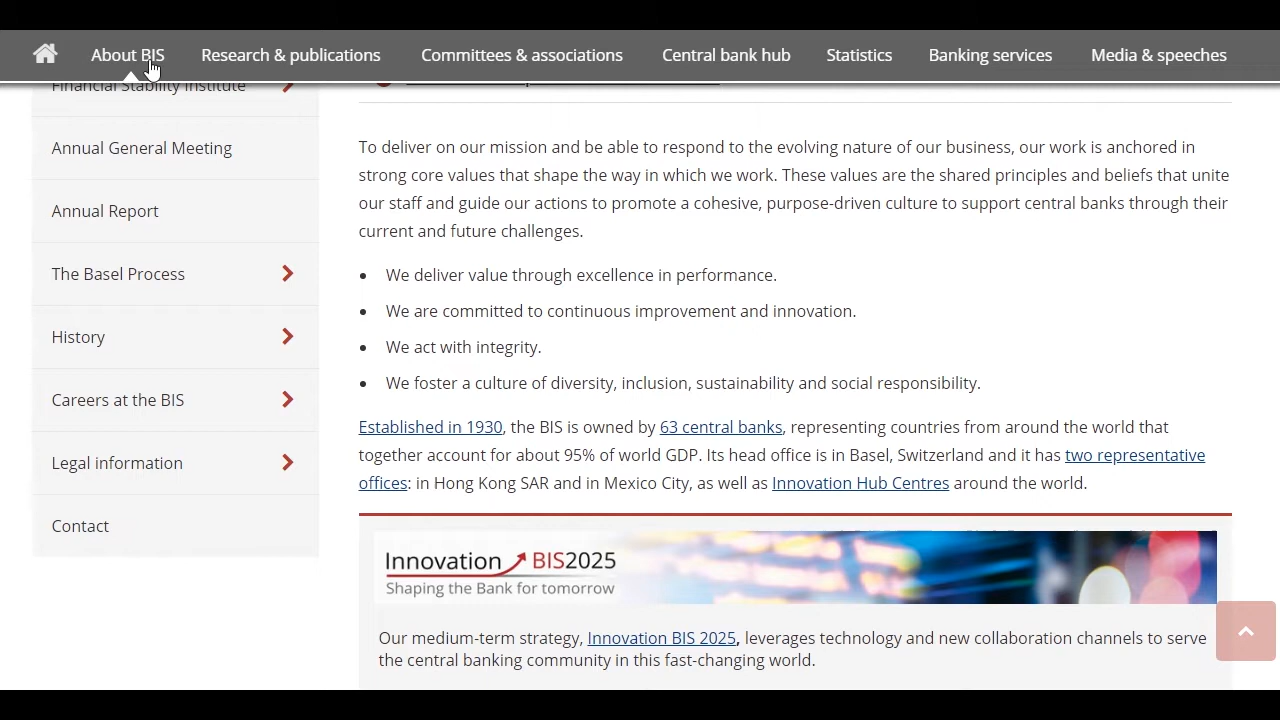 About BIS
Research & publications
Committees & associations
Central bank hub
Statistics
Banking services
Media & speeches
Financial Stability Institute
Annual General Meeting
Annual Report
The Basel Process
History
Careers at the BIS
Legal information
Contact
To deliver on our mission and be able to respond to the evolving nature of our business, our work is anchored in
strong core values that shape the way in which we work. These values are the shared principles and beliefs that unite
our staff and guide our actions to promote a cohesive, purpose-driven culture to support central banks through their
current and future challenges.
• We deliver value through excellence in performance.
• We are committed to continuous improvement and innovation.
• We act with integrity.
• We foster a culture of diversity, inclusion, sustainability and social responsibility.
Established in 1930, the BIS is owned by 63 central banks, representing countries from around the world that
together account for about 95% of world GDP. Its head office is in Basel, Switzerland and it has two representative
offices: in Hong Kong SAR and in Mexico City, as well as Innovation Hub Centres around the world.
Innovation BIS2025
Shaping the Bank for tomorrow
Our medium-term strategy, Innovation BIS 2025, leverages technology and new collaboration channels to serve
the central banking community in this fast-changing world.